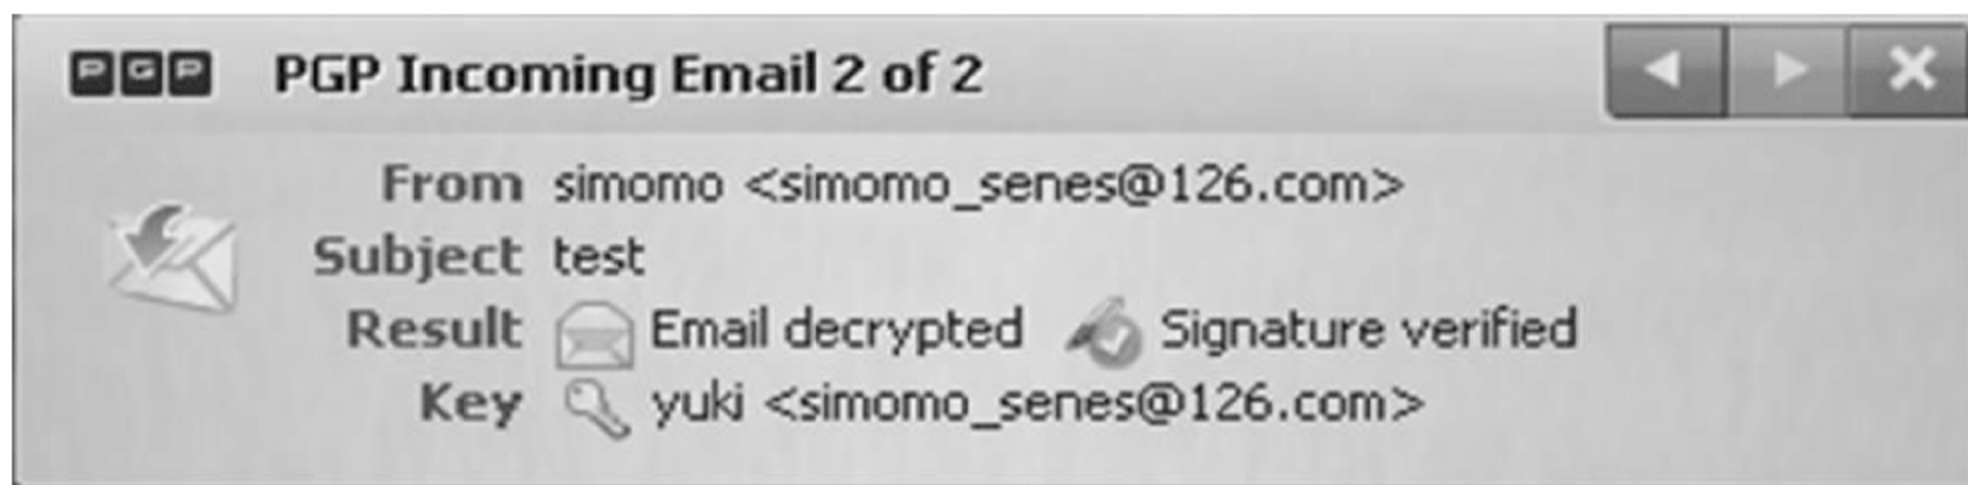 PGP PGP Incoming Email 2 of 2
From simomo <simomo_senes@126.com>
Subject test
Result Email decrypted Signature verified
Key yuki <simomo_senes@126.com>